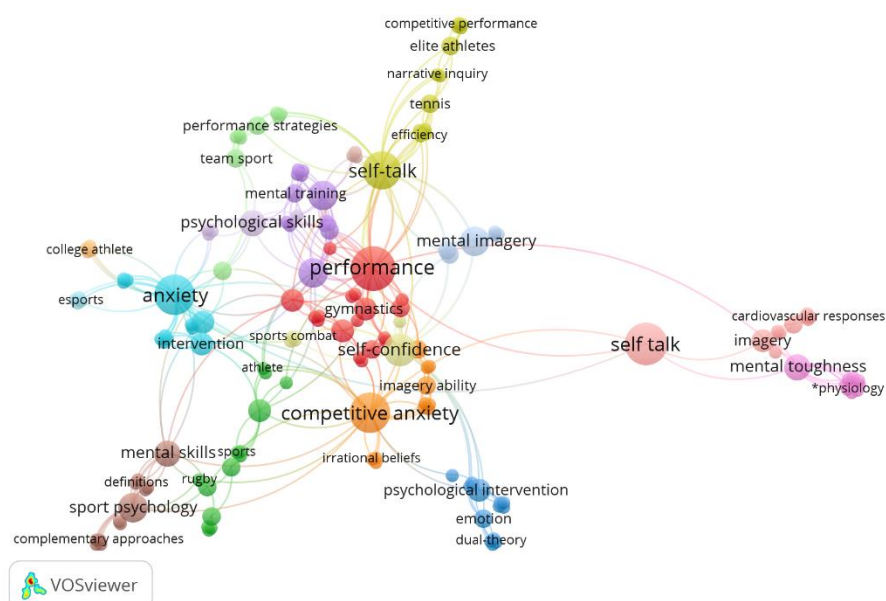 competitive performance
elite athletes
narrative inquiry
tennis
performance strategies
efficiency
team sport
self-talk
mental training
psychological skills
mental imagery
college athlete
performance
anxiety
esports
gymnastics
cardiovascular responses
sports combat
intervention
self-confidence
self talk
imagery
athlete
mental toughness
imagery ability
*physiology
competitive anxiety
mental skills
sports
irrational beliefs
definitions
rugby
psychological intervention
sport psychology
emotion
complementary approaches
dual-theory
VOSviewer